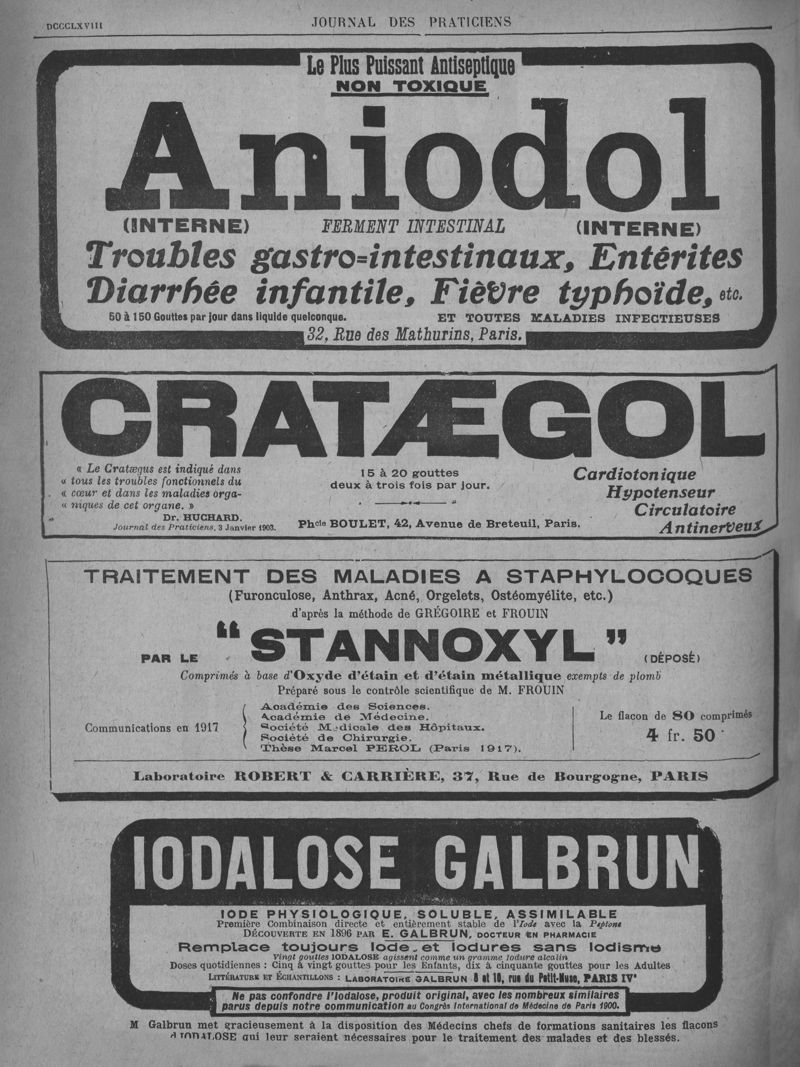 DCCCLXVIII
JOURNAL DES PRATICIENS
Le Plus Puissant Antiseptique
NON TOXIQUE
Aniodol
(INTERNE) FERMENT INTESTINAL (INTERNE)
Troubles gastro=intestinaux, Entérites
Diarrhée infantile, Fièvre typhoïde, etc.
50 à 150 Gouttes par jour dans liquide quelconque. ET TOUTES MALADIES INFECTIEUSES
32, Rue des Mathurins, Paris.
CRATÆGOL
« Le Cratægus est indiqué dans
« tous les troubles fonctionnels du
« cœur et dans les maladies orga-
« niques de cet organe. »
Dr. HUCHARD.
Journal des Praticiens, 3 Janvier 1903.
15 à 20 gouttes
deux à trois fois par jour.
Phcie BOULET, 42, Avenue de Breteuil, Paris.
Cardiotonique
Hypotenseur
Circulatoire
Antinerveux
TRAITEMENT DES MALADIES A STAPHYLOCOQUES
(Furonculose, Anthrax, Acné, Orgelets, Ostéomyélite, etc.)
d'après la méthode de GRÉGOIRE et FROUIN
PAR LE "STANNOXYL" (DÉPOSÉ)
Comprimés à base d'Oxyde d'étain et d'étain métallique exempts de plomb
Préparé sous le contrôle scientifique de M. FROUIN
Communications en 1917
Académie des Sciences.
Académie de Médecine.
Société Médicale des Hôpitaux.
Société de Chirurgie.
Thèse Marcel PEROL (Paris 1917).
Le flacon de 80 comprimés
4 fr. 50
Laboratoire ROBERT & CARRIÈRE, 37, Rue de Bourgogne, PARIS
IODALOSE GALBRUN
IODE PHYSIOLOGIQUE, SOLUBLE, ASSIMILABLE
Première Combinaison directe et entièrement stable de l'Iode avec la Peptone
DÉCOUVERTE EN 1896 PAR E. GALBRUN, DOCTEUR EN PHARMACIE
Remplace toujours Iode et Iodures sans Iodisme
Vingt gouttes IODALOSE agissent comme un gramme Iodure alcalin
Doses quotidiennes : Cinq à vingt gouttes pour les Enfants, dix à cinquante gouttes pour les Adultes
LITTÉRATURE ET ÉCHANTILLONS : LABORATOIRE GALBRUN 8 et 10, rue du Petit-Musc, PARIS IVe
Ne pas confondre l'Iodalose, produit original, avec les nombreux similaires
parus depuis notre communication au Congrès International de Médecine de Paris 1900.
M Galbrun met gracieusement à la disposition des Médecins chefs de formations sanitaires les flacons
d'IODALOSE qui leur seraient nécessaires pour le traitement des malades et des blessés.